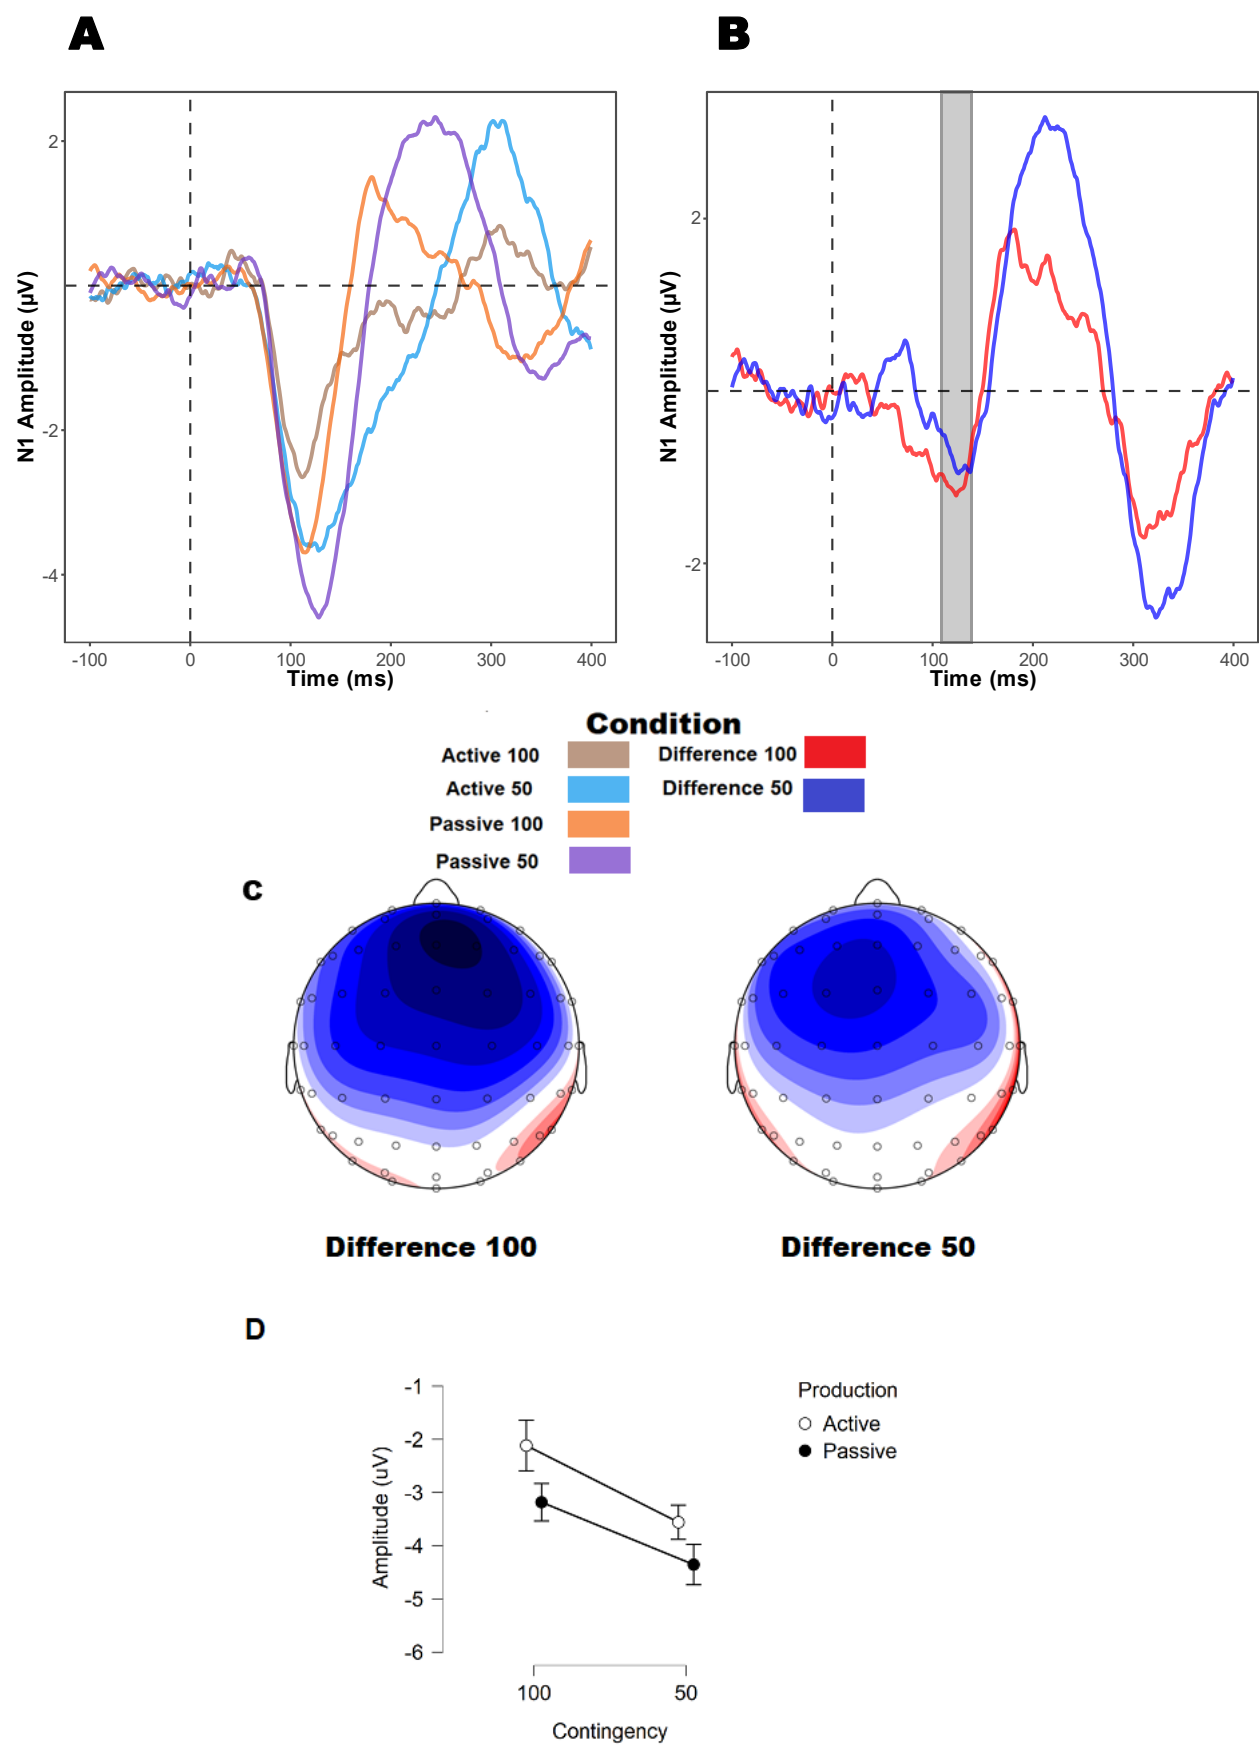 A
B
N1 Amplitude (µV)
2
-2
-4
-100 0 100 200 300 400
Time (ms)
N1 Amplitude (µV)
2
-2
-100 0 100 200 300 400
Time (ms)
Condition
Active 100
Difference 100
Active 50
Difference 50
Passive 100
Passive 50
C
Difference 100
Difference 50
D
Amplitude (uV)
-1
-2
-3
-4
-5
-6
100 50
Contingency
Production
Active
Passive